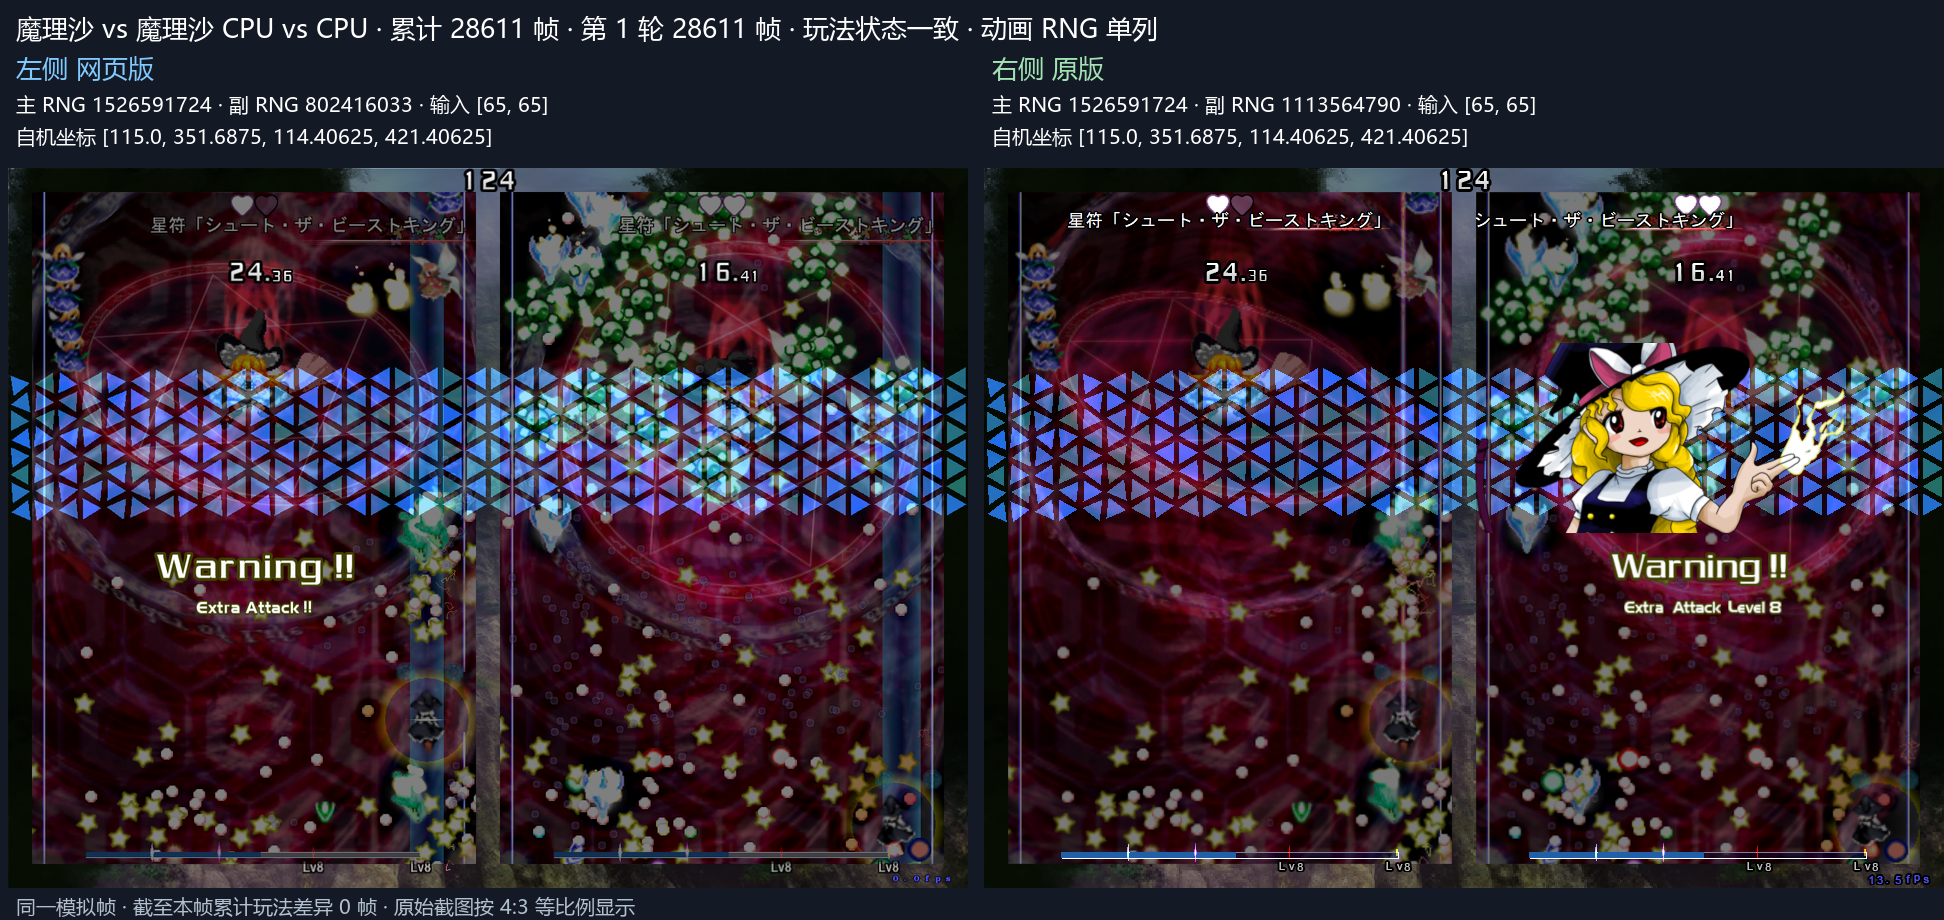 魔理沙 vs 魔理沙 CPU vs CPU · 累计 28611 帧 · 第 1 轮 28611 帧 · 玩法状态一致 · 动画 RNG 单列
左侧 网页版
主 RNG 1526591724 · 副 RNG 802416033 · 输入 [65, 65]
自机坐标 [115.0, 351.6875, 114.40625, 421.40625]
右侧 原版
主 RNG 1526591724 · 副 RNG 1113564790 · 输入 [65, 65]
自机坐标 [115.0, 351.6875, 114.40625, 421.40625]
124
星符「シュート・ザ・ビーストキング」
星符「シュート・ザ・ビーストキング」
24.36
16.41
Warning !!
Extra Attack !!
Lv8
Lv8
Lv8
Lv8
0.0fps
124
星符「シュート・ザ・ビーストキング」
シュート・ザ・ビーストキング」
24.36
16.41
Warning !!
Extra Attack Level 8
Lv8
Lv8
Lv8
Lv8
13.5fps
同一模拟帧 · 截至本帧累计玩法差异 0 帧 · 原始截图按 4:3 等比例显示